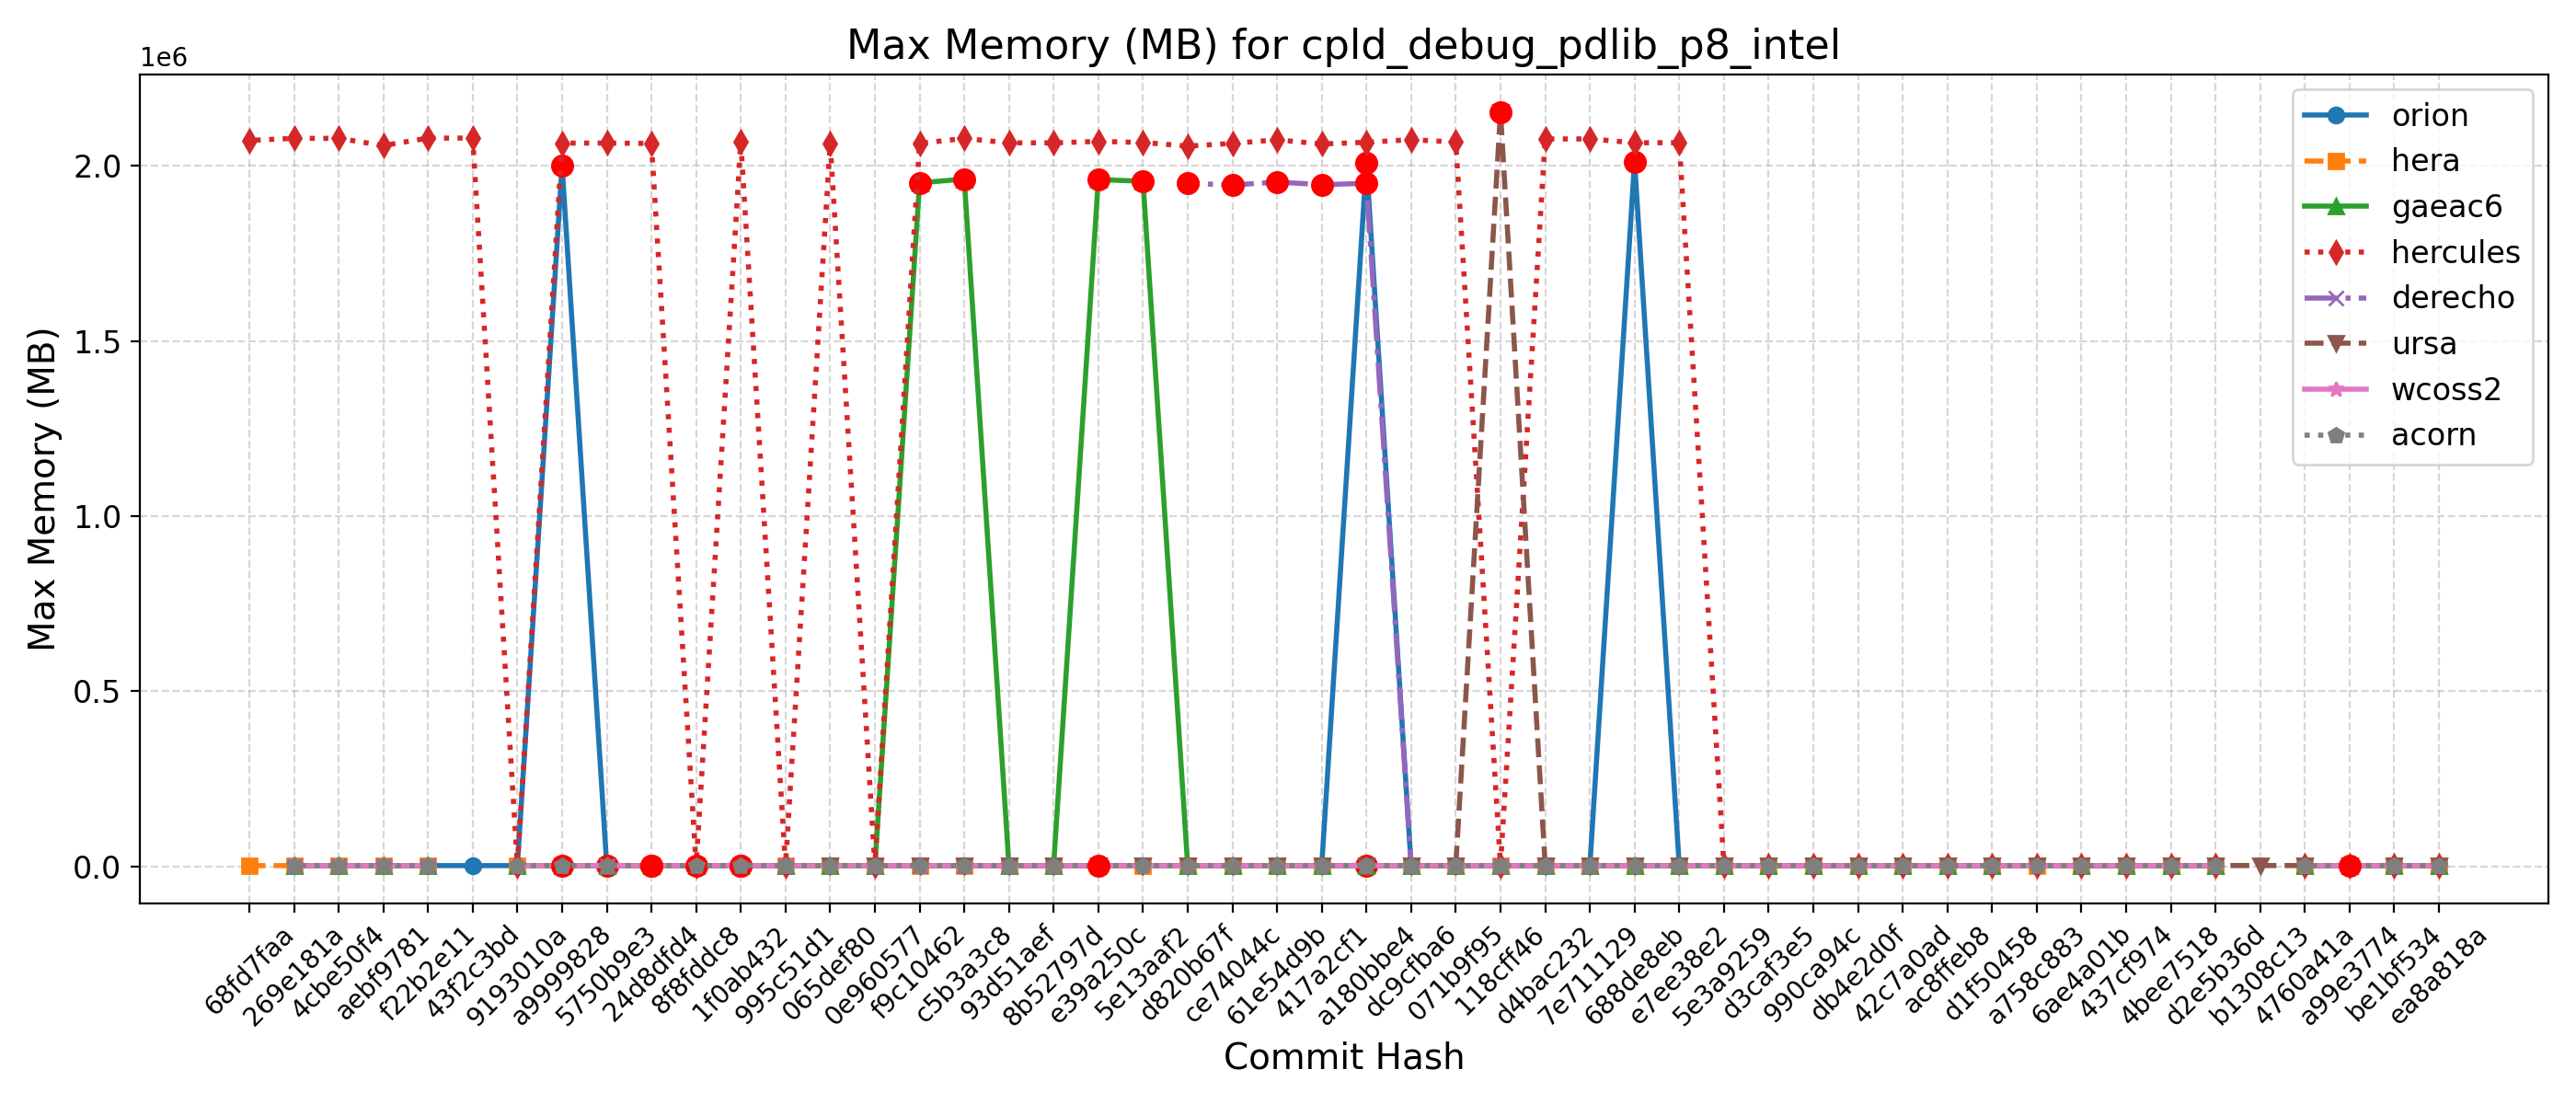 Max Memory (MB) for cpld_debug_pdlib_p8_intel
1e6
2.0
1.5
1.0
0.5
0.0
Max Memory (MB)
orion
hera
gaeac6
hercules
derecho
ursa
wcoss2
acorn
68fd7faa
269e181a
4cbe50f4
aebf9781
f22b2e11
43f2c3bd
9193010a
a9999828
5750b9e3
24d8dfd4
8f8fddc8
1f0ab432
995c51d1
065def80
0e960577
f9c10462
c5b3a3c8
93d51aef
8b52797d
e39a250c
5e13aaf2
d820b67f
ce74044c
61e54d9b
417a2cf1
a180bbe4
dc9cfba6
071b9f95
118cff46
d4bac232
7e711129
688de8eb
e7ee38e2
5e3a9259
d3caf3e5
990ca94c
db4e2d0f
42c7a0ad
ac8ffeb8
d1f50458
a758c883
6ae4a01b
437cf974
4bee7518
d2e5b36d
b1308c13
4760a41a
a99e3774
be1bf534
ea8a818a
Commit Hash